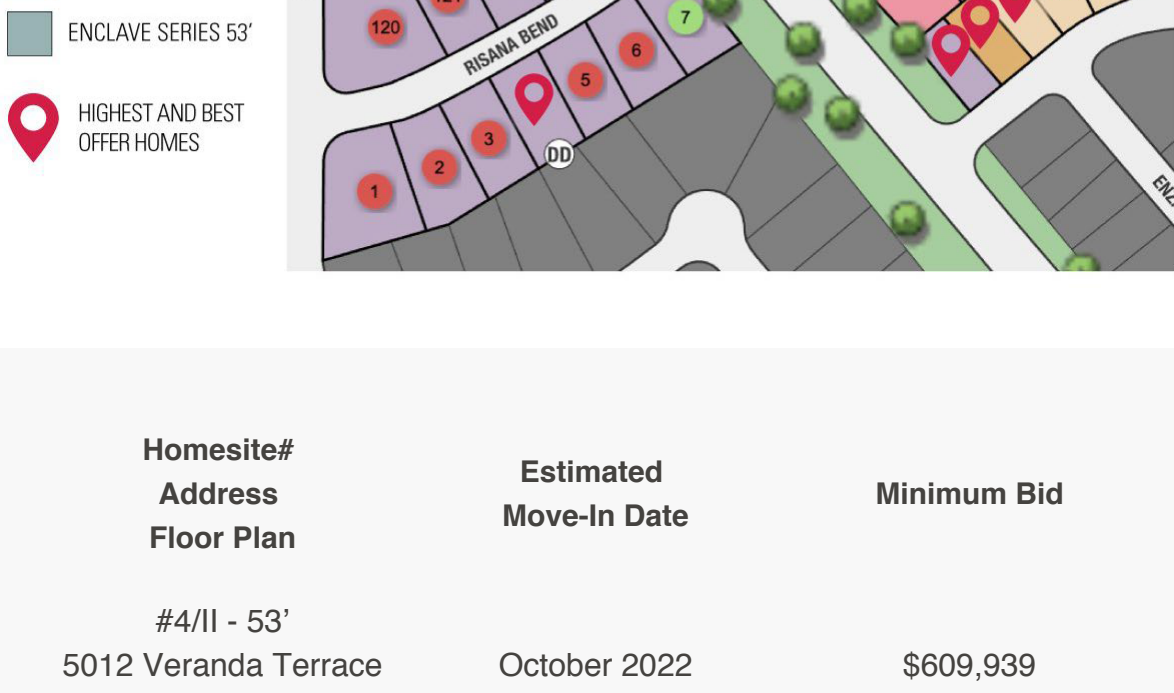 ENCLAVE SERIES 53′
HIGHEST AND BEST
OFFER HOMES
120
RISANA BEND
7
6
5
3
2
1
DD
Homesite#
Address
Floor Plan
Estimated
Move-In Date
Minimum Bid
#4/II - 53’
5012 Veranda Terrace
October 2022
$609,939